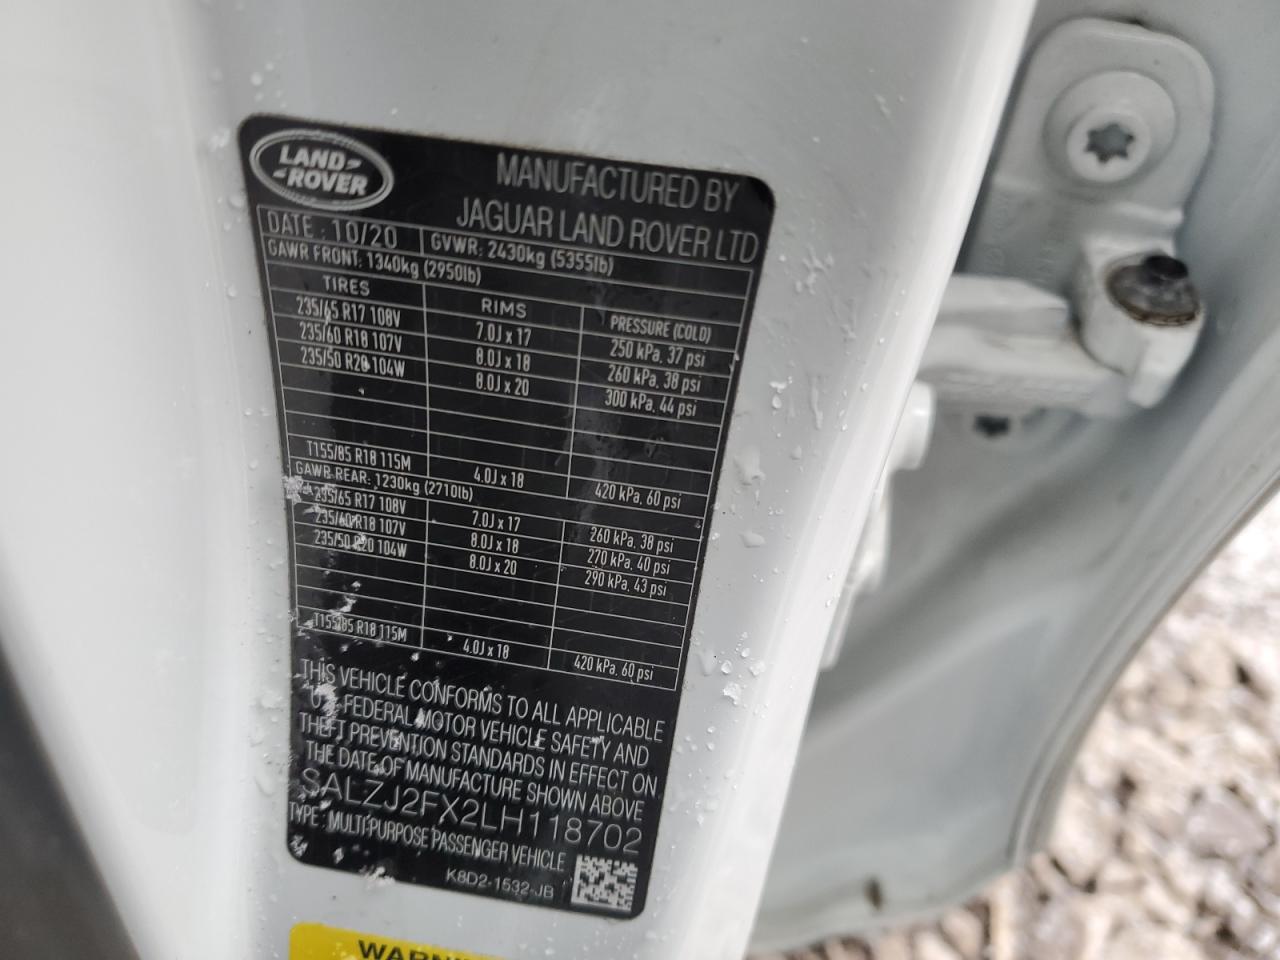 LAND-
-ROVER
MANUFACTURED BY
JAGUAR LAND ROVER LTD
DATE : 10/20 GVWR: 2430kg (5355lb)
GAWR FRONT: 1340kg (2950lb)
TIRES RIMS PRESSURE (COLD)
235/65 R17 108V 7.0J x 17 250 kPa, 37 psi
235/60 R18 107V 8.0J x 18 260 kPa, 38 psi
235/50 R20 104W 8.0J x 20 300 kPa, 44 psi
T155/85 R18 115M 4.0J x 18 420 kPa, 60 psi
GAWR REAR: 1230kg (2710lb)
235/65 R17 108V 7.0J x 17 260 kPa, 38 psi
235/60 R18 107V 8.0J x 18 270 kPa, 40 psi
235/50 R20 104W 8.0J x 20 290 kPa, 43 psi
T155/85 R18 115M 4.0J x 18 420 kPa, 60 psi
THIS VEHICLE CONFORMS TO ALL APPLICABLE
U.S. FEDERAL MOTOR VEHICLE SAFETY AND
THEFT PREVENTION STANDARDS IN EFFECT ON
THE DATE OF MANUFACTURE SHOWN ABOVE
SALZJ2FX2LH118702
TYPE: MULTI-PURPOSE PASSENGER VEHICLE
K8D2-1532-JB